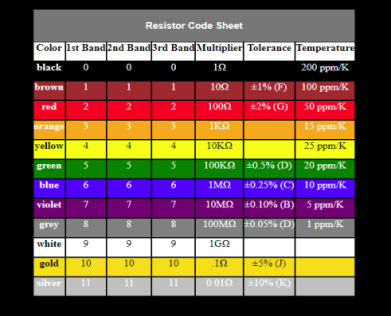 Resistor Code Sheet
Color 1st Band 2nd Band 3rd Band Multiplier Tolerance Temperature
black 0 0 0 1Ω 200 ppm/K
brown 1 1 1 10Ω ±1% (F) 100 ppm/K
red 2 2 2 100Ω ±2% (G) 50 ppm/K
orange 3 3 3 1KΩ 15 ppm/K
yellow 4 4 4 10KΩ 25 ppm/K
green 5 5 5 100KΩ ±0.5% (D) 20 ppm/K
blue 6 6 6 1MΩ ±0.25% (C) 10 ppm/K
violet 7 7 7 10MΩ ±0.10% (B) 5 ppm/K
grey 8 8 8 100MΩ ±0.05% (D) 1 ppm/K
white 9 9 9 1GΩ
gold 10 10 10 .1Ω ±5% (J)
silver 11 11 11 0.01Ω ±10% (K)